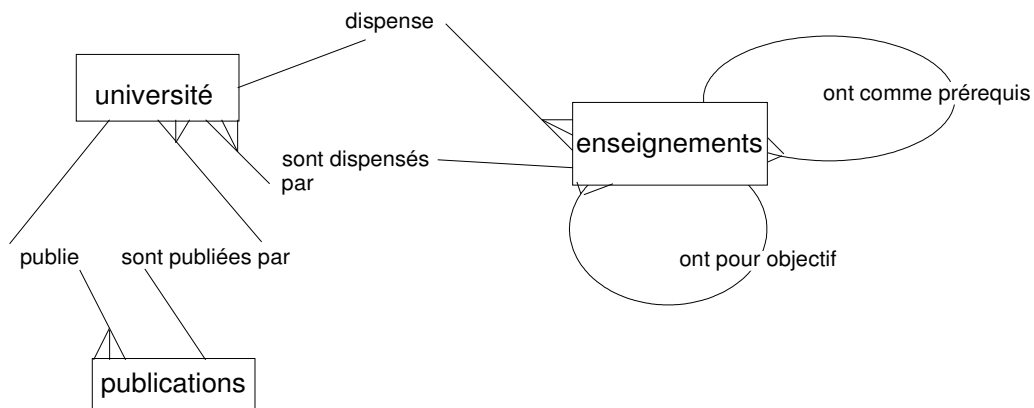 dispense
université
ont comme prérequis
enseignements
sont dispensés
par
publie
sont publiées par
ont pour objectif
publications